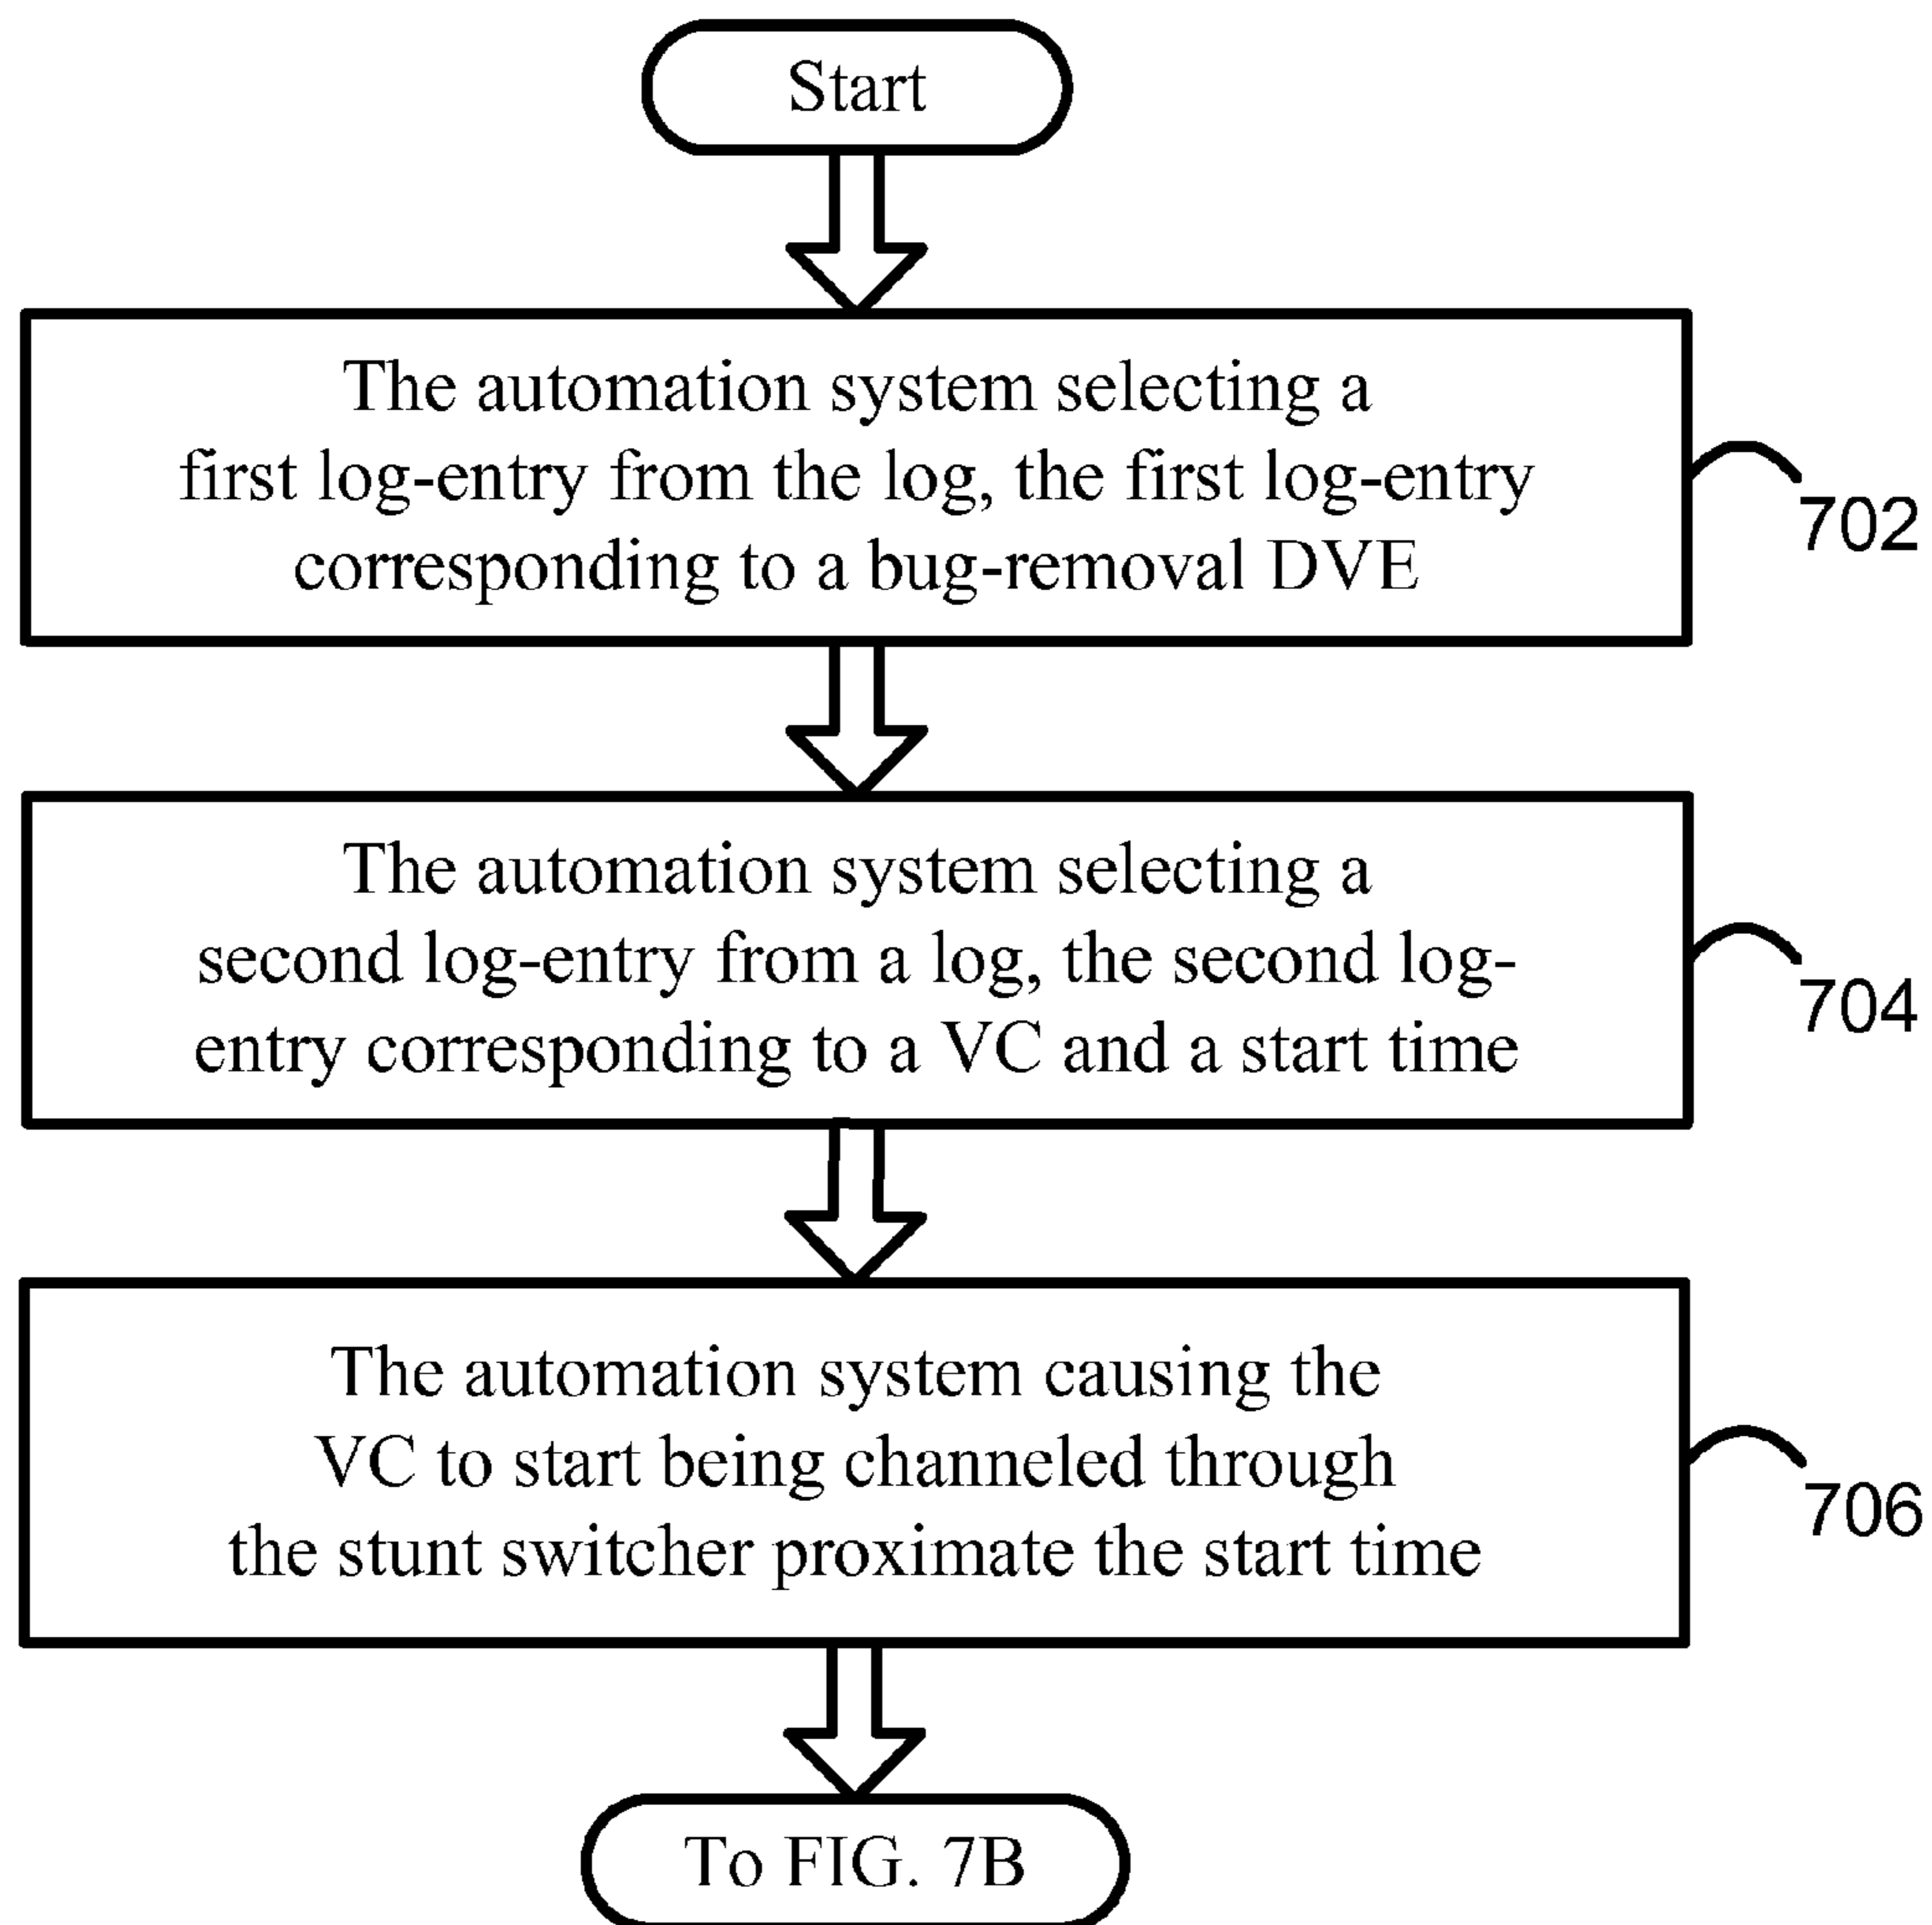 Start
The automation system selecting a
first log-entry from the log, the first log-entry
corresponding to a bug-removal DVE
702
The automation system selecting a
second log-entry from a log, the second log-
entry corresponding to a VC and a start time
704
The automation system causing the
VC to start being channeled through
the stunt switcher proximate the start time
706
To FIG. 7B